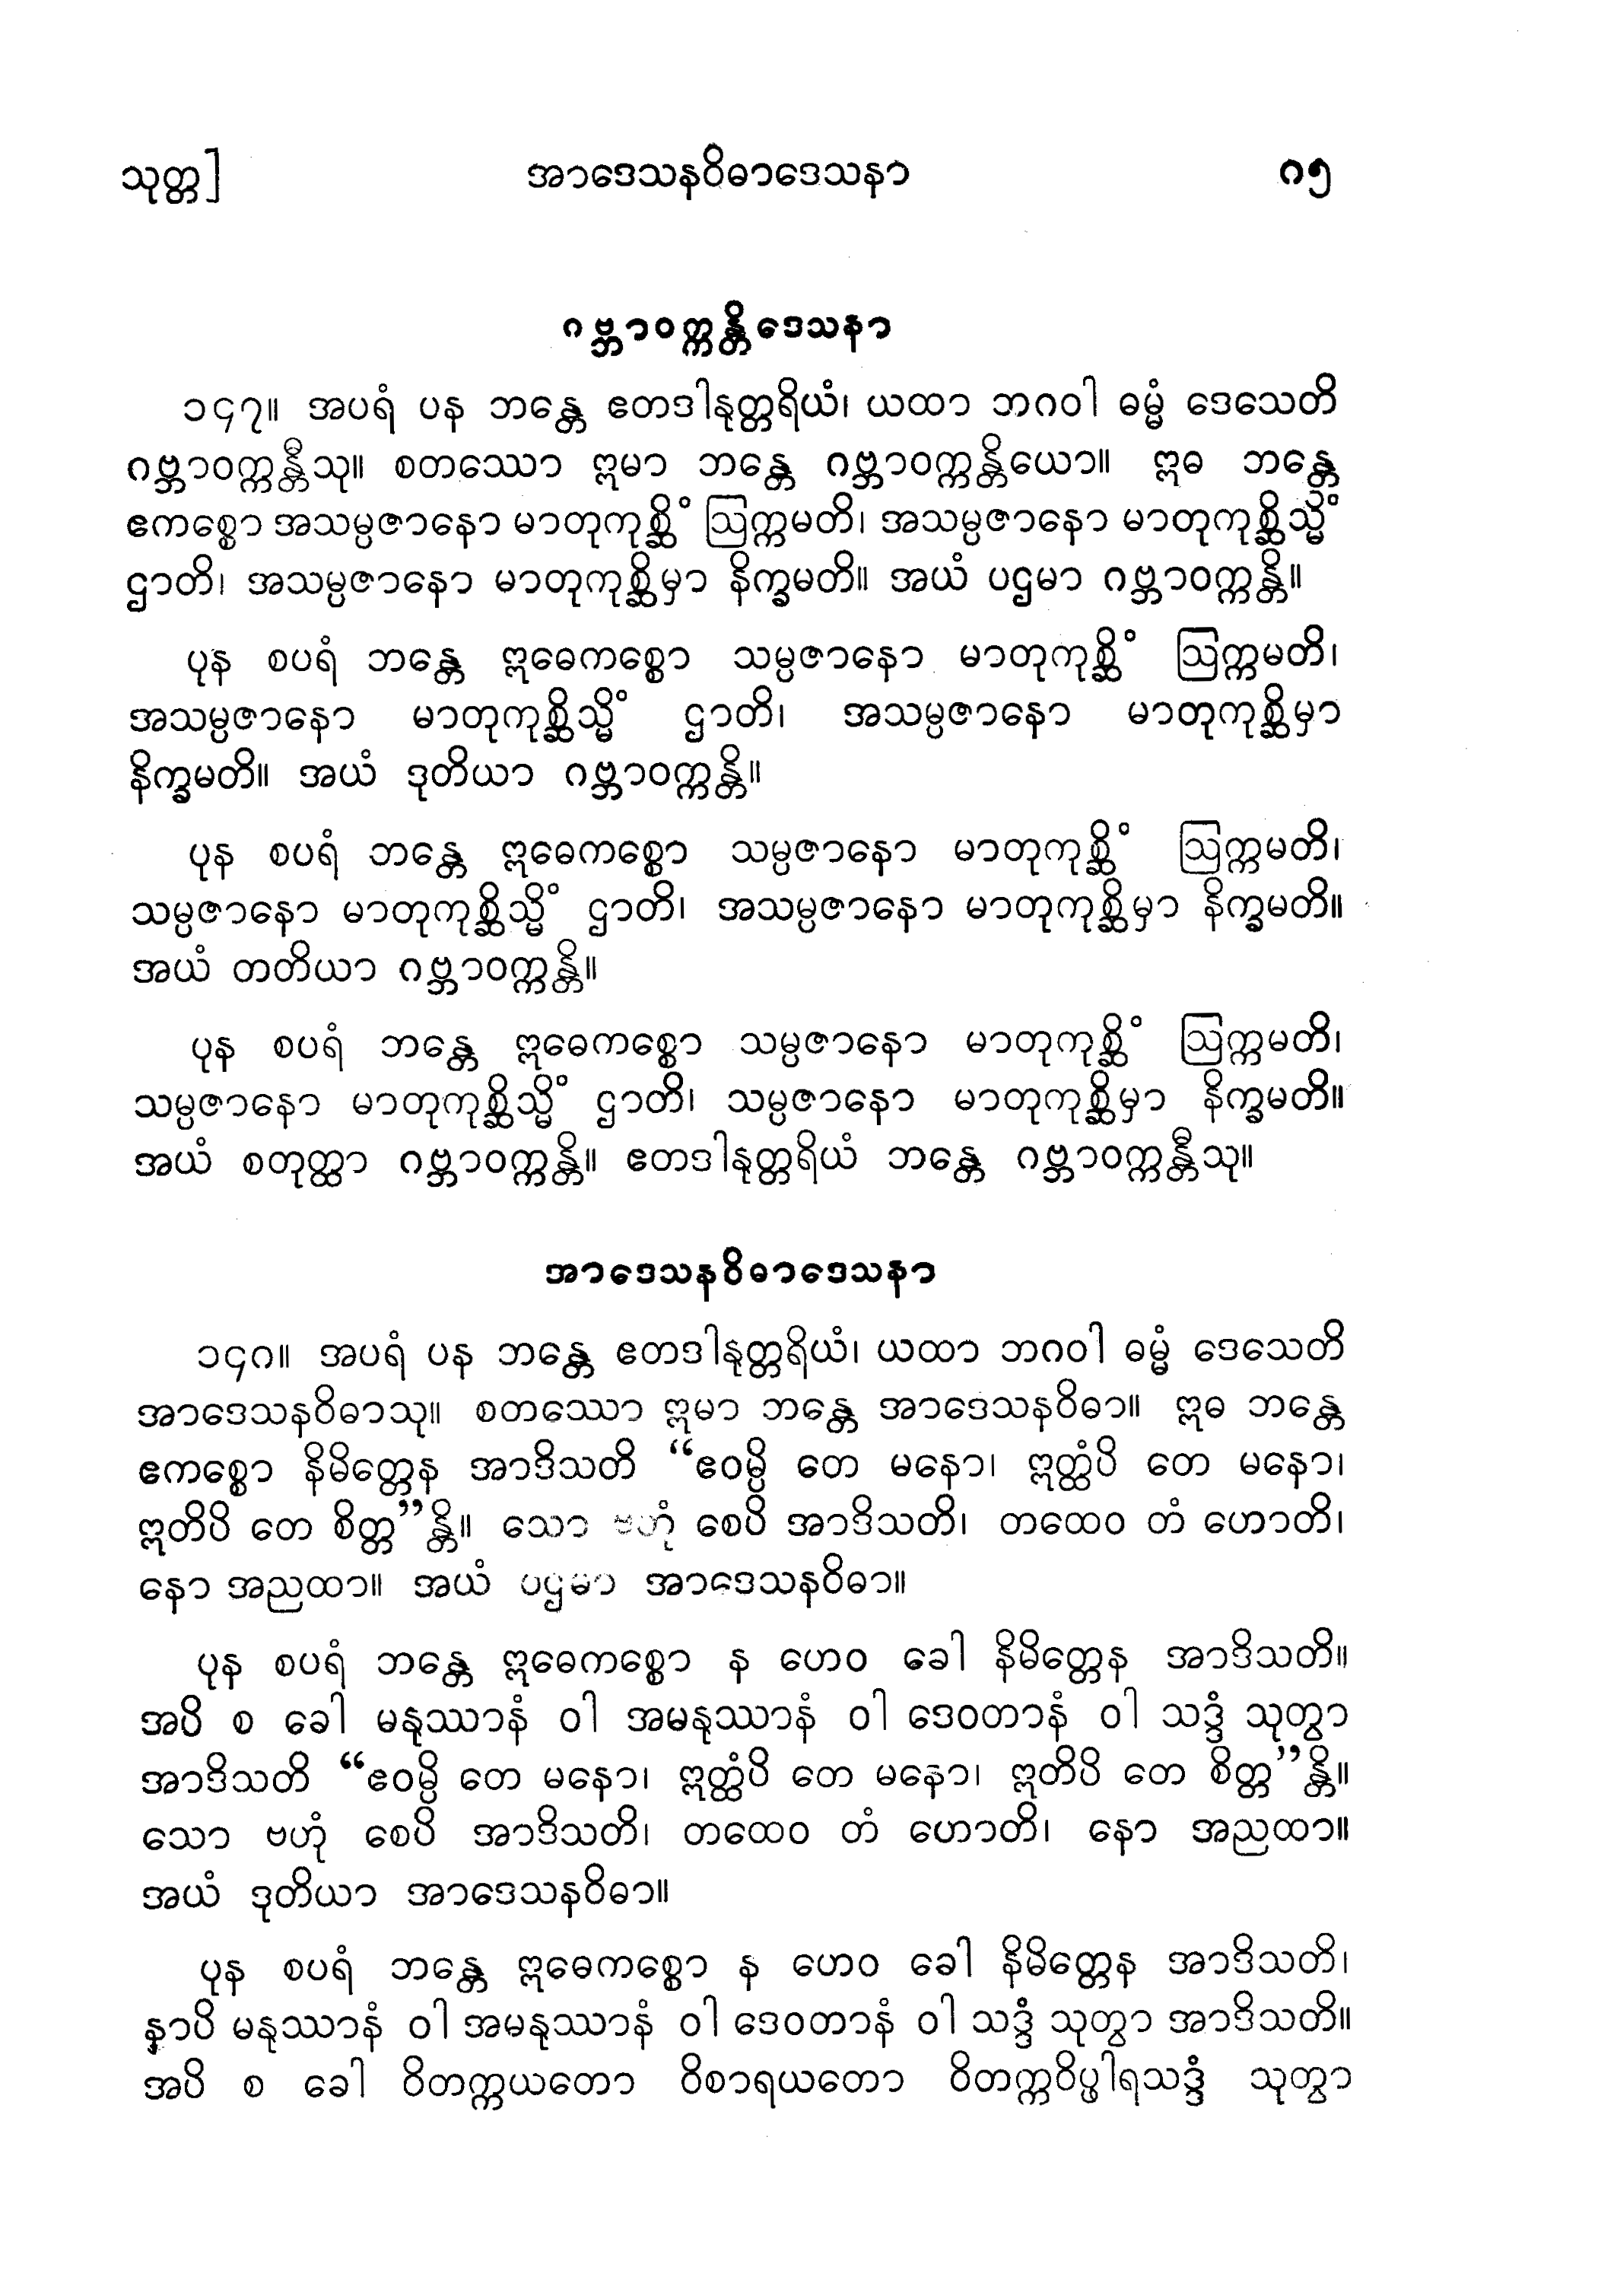 သုတ္တ] အာဒေသနဝိဓာဒေသနာ ၈၅
ဂဗ္ဘာဝက္ကန္တိဒေသနာ
၁၄၇။ အပရံ ပန ဘန္တေ ဧတဒါနုတ္တရိယံ၊ ယထာ ဘဂဝါ ဓမ္မံ ဒေသေတိ
ဂဗ္ဘာဝက္ကန္တီသု။ စတဿော ဣမာ ဘန္တေ ဂဗ္ဘာဝက္ကန္တိယော။ ဣဓ ဘန္တေ
ဧကစ္စော အသမ္ပဇာနော မာတုကုစ္ဆိံ ဩက္ကမတိ၊ အသမ္ပဇာနော မာတုကုစ္ဆိသ္မိံ
ဌာတိ၊ အသမ္ပဇာနော မာတုကုစ္ဆိမှာ နိက္ခမတိ။ အယံ ပဌမာ ဂဗ္ဘာဝက္ကန္တိ။
ပုန စပရံ ဘန္တေ ဣဓေကစ္စော သမ္ပဇာနော မာတုကုစ္ဆိံ ဩက္ကမတိ၊
အသမ္ပဇာနော မာတုကုစ္ဆိသ္မိံ ဌာတိ၊ အသမ္ပဇာနော မာတုကုစ္ဆိမှာ
နိက္ခမတိ။ အယံ ဒုတိယာ ဂဗ္ဘာဝက္ကန္တိ။
ပုန စပရံ ဘန္တေ ဣဓေကစ္စော သမ္ပဇာနော မာတုကုစ္ဆိံ ဩက္ကမတိ၊
သမ္ပဇာနော မာတုကုစ္ဆိသ္မိံ ဌာတိ၊ အသမ္ပဇာနော မာတုကုစ္ဆိမှာ နိက္ခမတိ။
အယံ တတိယာ ဂဗ္ဘာဝက္ကန္တိ။
ပုန စပရံ ဘန္တေ ဣဓေကစ္စော သမ္ပဇာနော မာတုကုစ္ဆိံ ဩက္ကမတိ၊
သမ္ပဇာနော မာတုကုစ္ဆိသ္မိံ ဌာတိ၊ သမ္ပဇာနော မာတုကုစ္ဆိမှာ နိက္ခမတိ။
အယံ စတုတ္ထာ ဂဗ္ဘာဝက္ကန္တိ။ ဧတဒါနုတ္တရိယံ ဘန္တေ ဂဗ္ဘာဝက္ကန္တီသု။
အာဒေသနဝိဓာဒေသနာ
၁၄၈။ အပရံ ပန ဘန္တေ ဧတဒါနုတ္တရိယံ၊ ယထာ ဘဂဝါ ဓမ္မံ ဒေသေတိ
အာဒေသနဝိဓာသု။ စတဿော ဣမာ ဘန္တေ အာဒေသနဝိဓာ။ ဣဓ ဘန္တေ
ဧကစ္စော နိမိတ္တေန အာဒိသတိ “ဧဝမ္ပိ တေ မနော၊ ဣတ္ထံပိ တေ မနော၊
ဣတိပိ တေ စိတ္တ”န္တိ။ သော ဗဟုံ စေပိ အာဒိသတိ၊ တထေဝ တံ ဟောတိ၊
နော အညထာ။ အယံ ပဌမာ အာဒေသနဝိဓာ။
ပုန စပရံ ဘန္တေ ဣဓေကစ္စော န ဟေဝ ခေါ နိမိတ္တေန အာဒိသတိ။
အပိ စ ခေါ မနုဿာနံ ဝါ အမနုဿာနံ ဝါ ဒေဝတာနံ ဝါ သဒ္ဒံ သုတွာ
အာဒိသတိ “ဧဝမ္ပိ တေ မနော၊ ဣတ္ထံပိ တေ မနော၊ ဣတိပိ တေ စိတ္တ”န္တိ။
သော ဗဟုံ စေပိ အာဒိသတိ၊ တထေဝ တံ ဟောတိ၊ နော အညထာ။
အယံ ဒုတိယာ အာဒေသနဝိဓာ။
ပုန စပရံ ဘန္တေ ဣဓေကစ္စော န ဟေဝ ခေါ နိမိတ္တေန အာဒိသတိ၊
နာပိ မနုဿာနံ ဝါ အမနုဿာနံ ဝါ ဒေဝတာနံ ဝါ သဒ္ဒံ သုတွာ အာဒိသတိ။
အပိ စ ခေါ ဝိတက္ကယတော ဝိစာရယတော ဝိတက္ကဝိပ္ဖါရသဒ္ဒံ သုတွာ